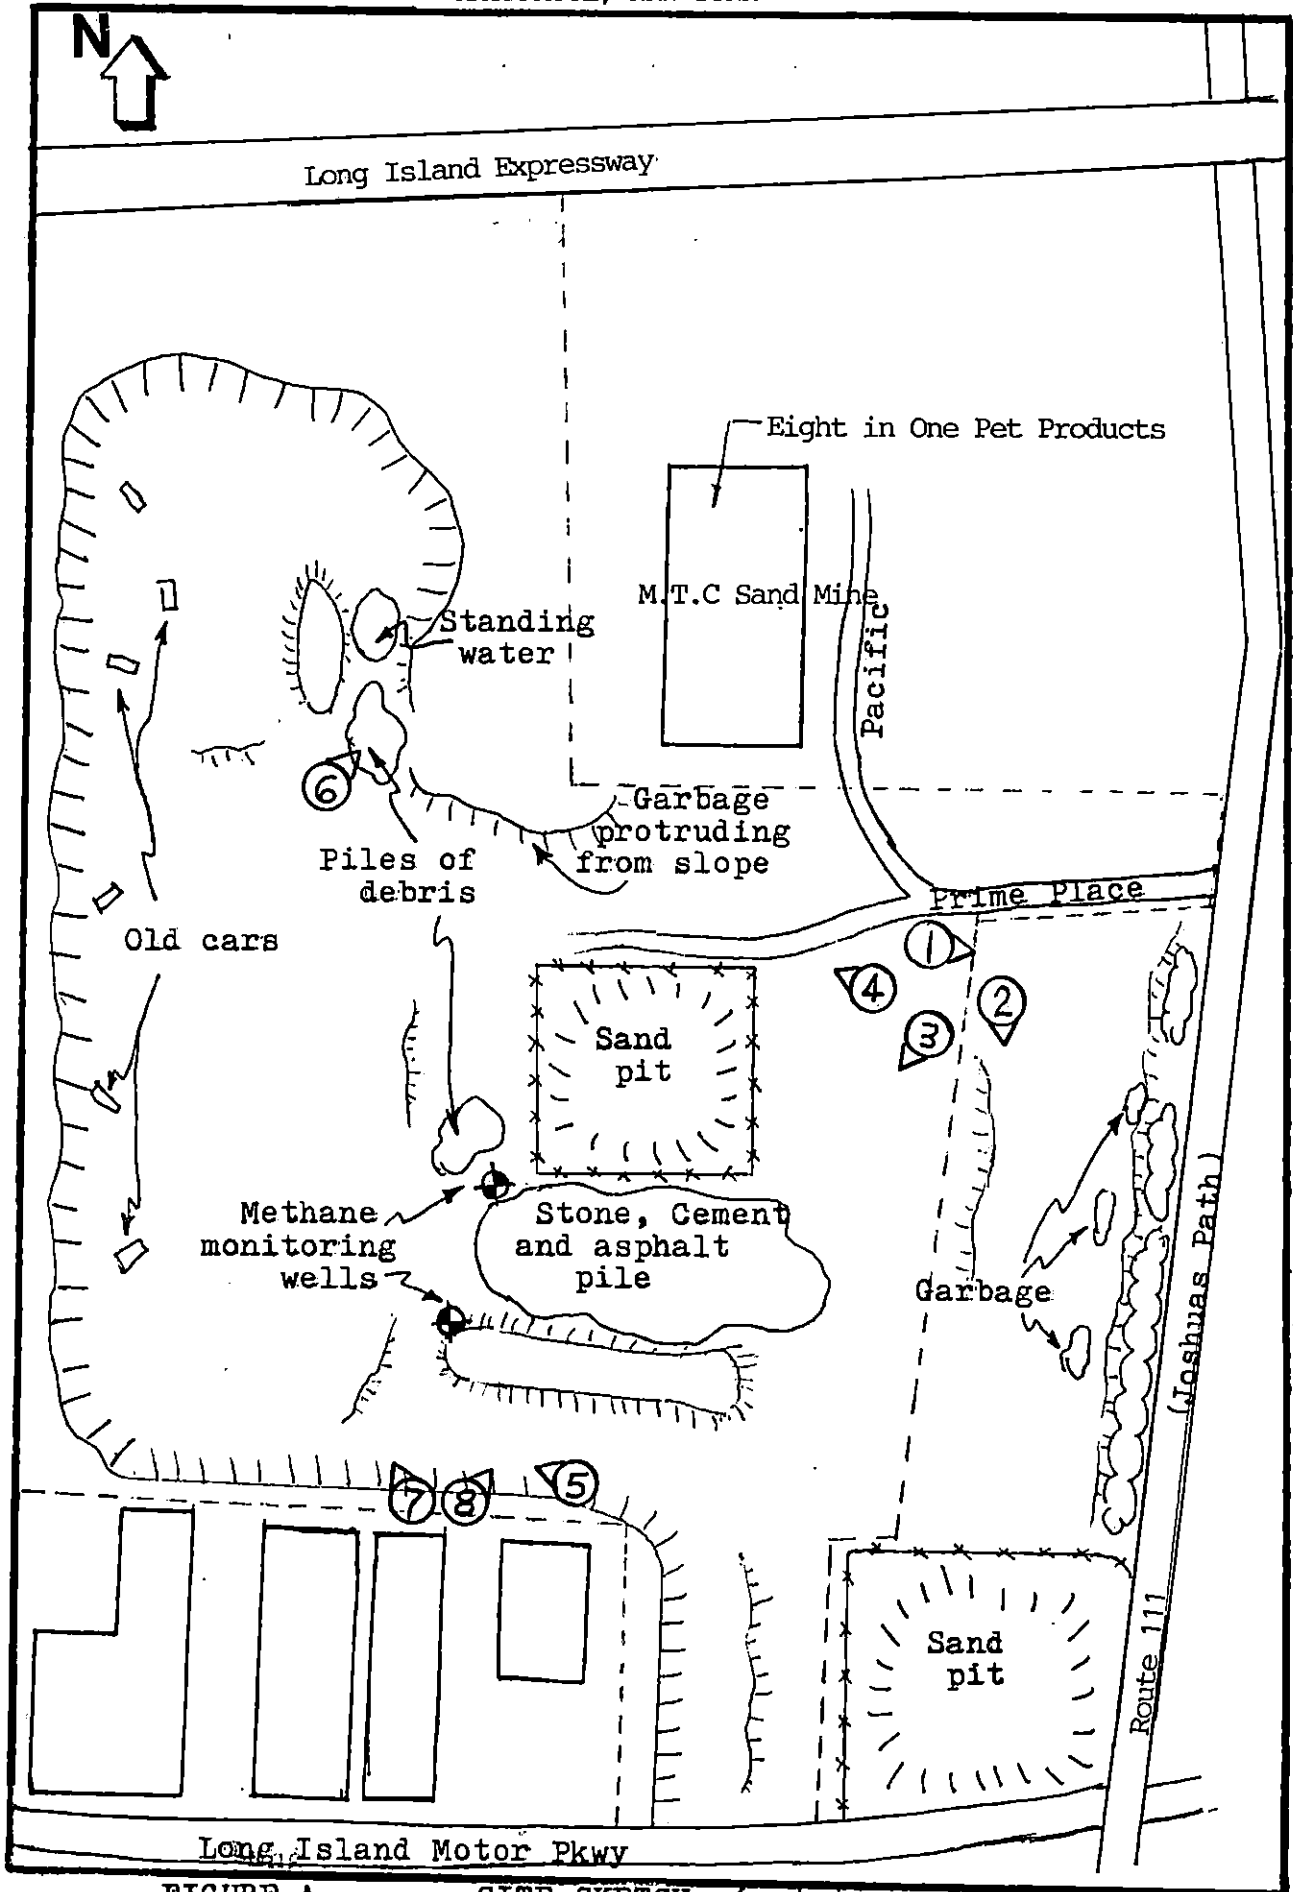 N
Long Island Expressway
Eight in One Pet Products
M.T.C Sand Mine
Pacific
Standing
water
6
Garbage
protruding
from slope
Piles of
debris
Prime Place
Old cars
1
4
2
3
Sand
pit
Methane
monitoring
wells
Stone, Cement
and asphalt
pile
Garbage
(Joshuas Path)
7
8
5
Sand
pit
Route 111
Long Island Motor Pkwy
FIGURE A
SITE SKETCH